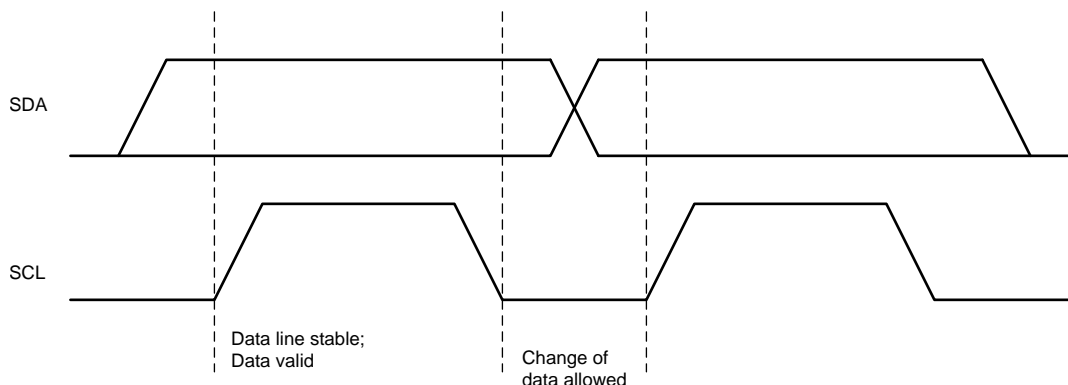 SDA
SCL
Data line stable;
Data valid
Change of
data allowed